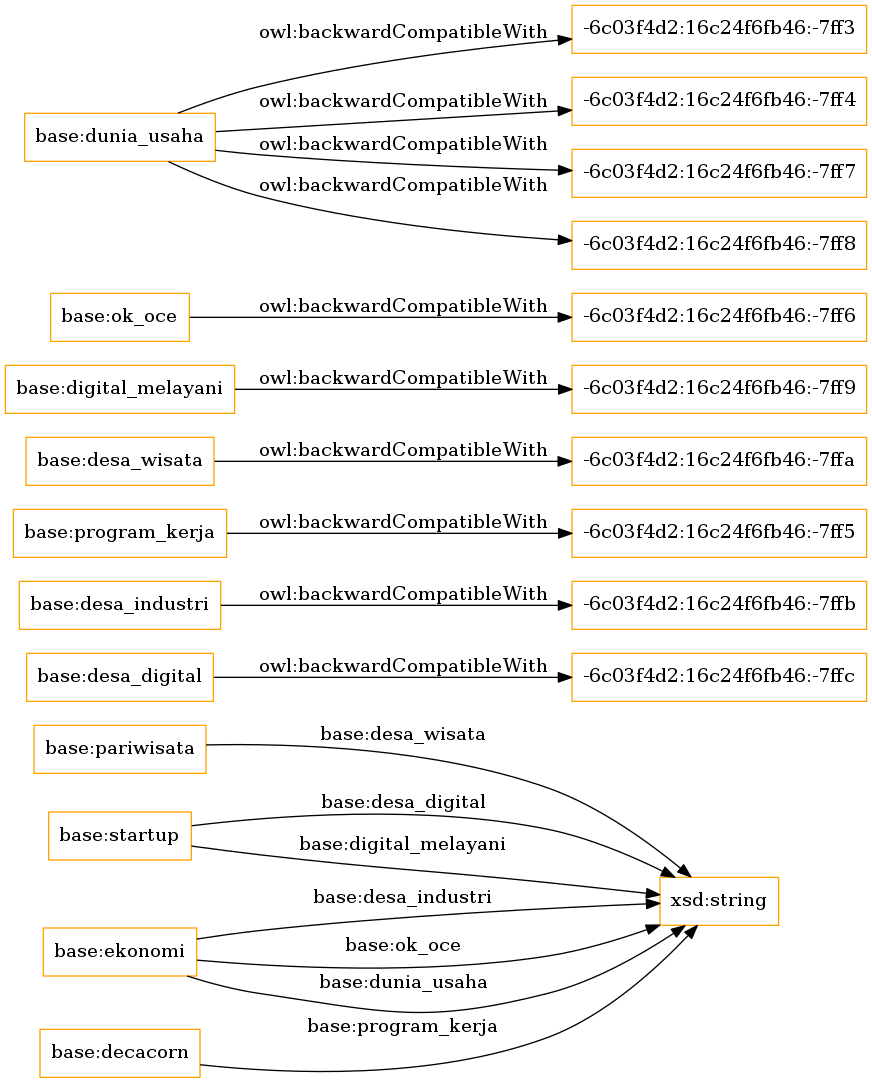 owl:backwardCompatibleWith
-6c03f4d2:16c24f6fb46:-7ff3
owl:backwardCompatibleWith
-6c03f4d2:16c24f6fb46:-7ff4
base:dunia_usaha
owl:backwardCompatibleWith
-6c03f4d2:16c24f6fb46:-7ff7
owl:backwardCompatibleWith
-6c03f4d2:16c24f6fb46:-7ff8
base:ok_oce
owl:backwardCompatibleWith
-6c03f4d2:16c24f6fb46:-7ff6
base:digital_melayani
owl:backwardCompatibleWith
-6c03f4d2:16c24f6fb46:-7ff9
base:desa_wisata
owl:backwardCompatibleWith
-6c03f4d2:16c24f6fb46:-7ffa
base:program_kerja
owl:backwardCompatibleWith
-6c03f4d2:16c24f6fb46:-7ff5
base:desa_industri
owl:backwardCompatibleWith
-6c03f4d2:16c24f6fb46:-7ffb
base:desa_digital
owl:backwardCompatibleWith
-6c03f4d2:16c24f6fb46:-7ffc
base:pariwisata
base:desa_wisata
base:startup
base:desa_digital
base:digital_melayani
xsd:string
base:ekonomi
base:desa_industri
base:ok_oce
base:dunia_usaha
base:decacorn
base:program_kerja